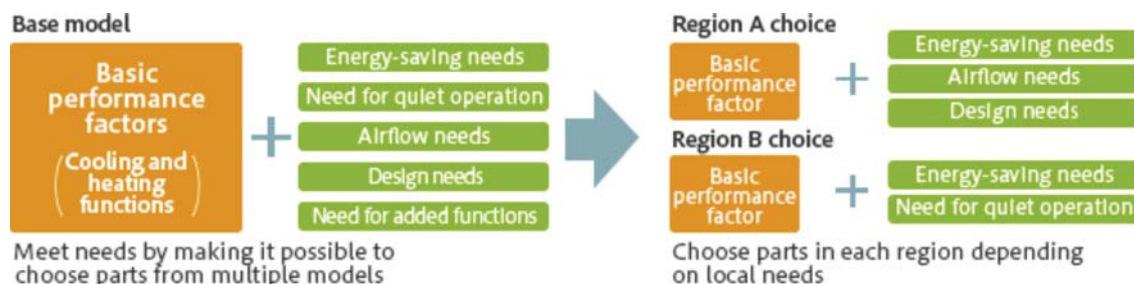 Base model
Basic
performance
factors
(Cooling and
heating
functions)
+
Energy-saving needs
Need for quiet operation
Airflow needs
Design needs
Need for added functions
Meet needs by making it possible to
choose parts from multiple models
Region A choice
Basic
performance
factor
+
Energy-saving needs
Airflow needs
Design needs
Region B choice
Basic
performance
factor
+
Energy-saving needs
Need for quiet operation
Choose parts in each region depending
on local needs